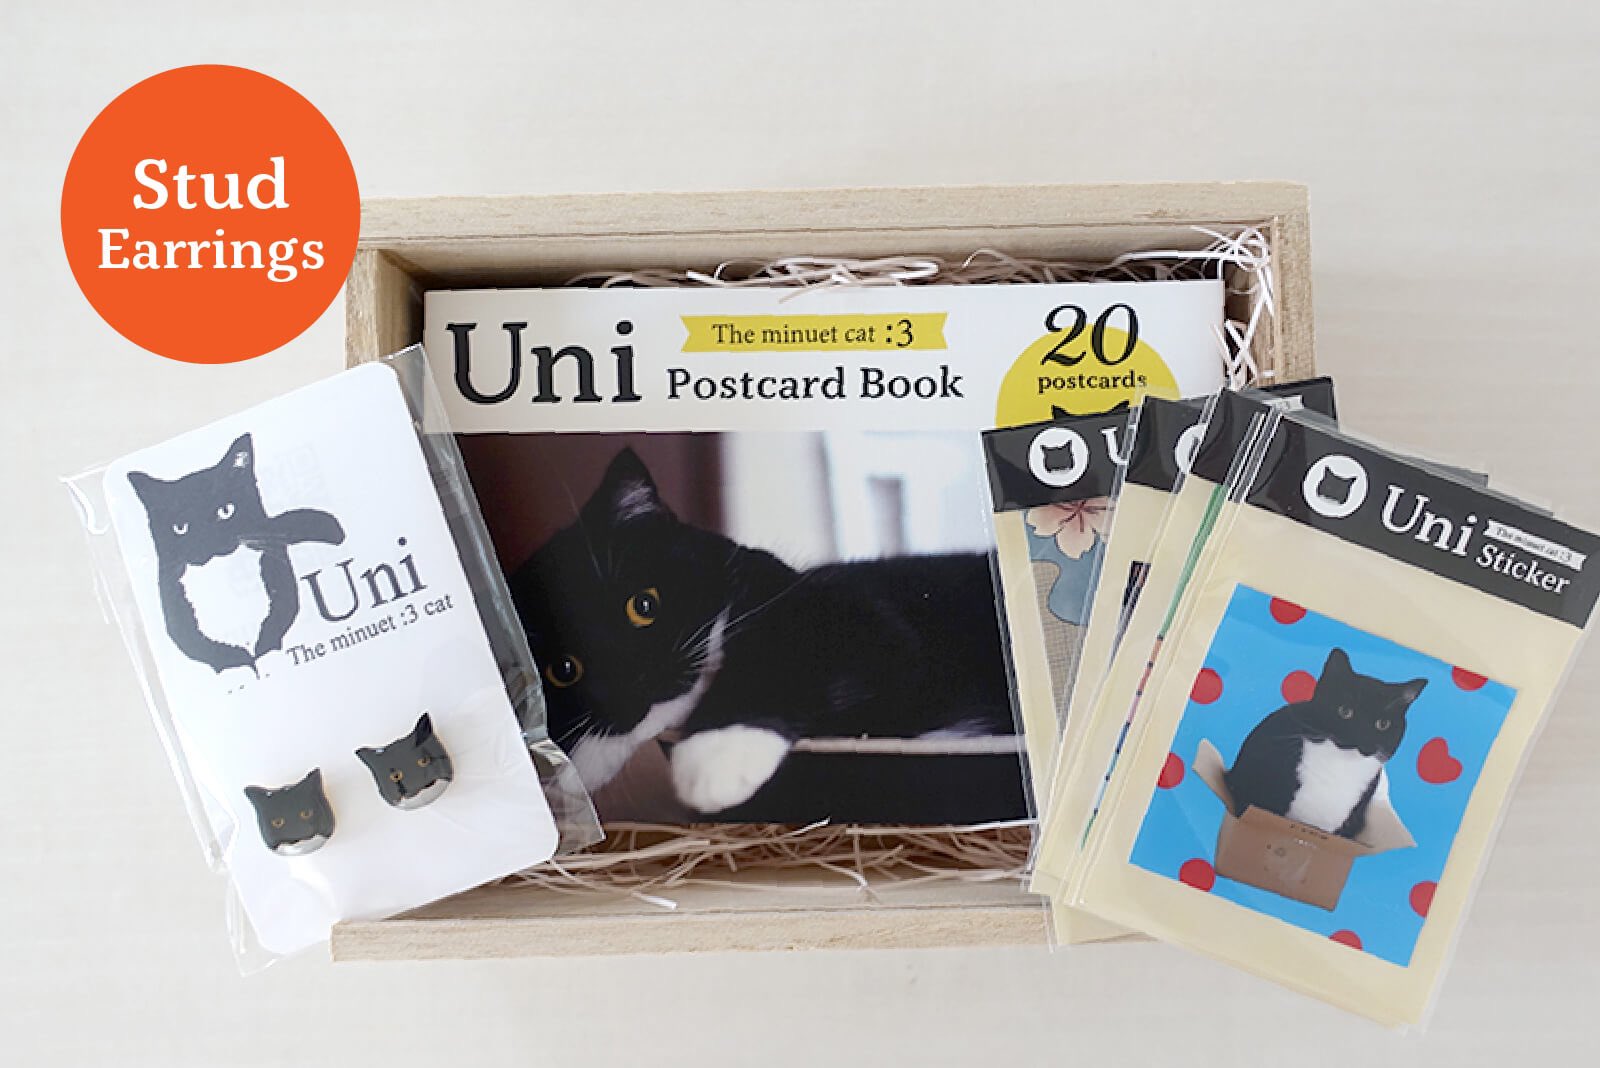 Stud
Earrings
Uni
The minuet cat :3
Postcard Book
20
postcards
Uni
The minuet :3 cat
U
Uni
The minuet cat :3
Sticker